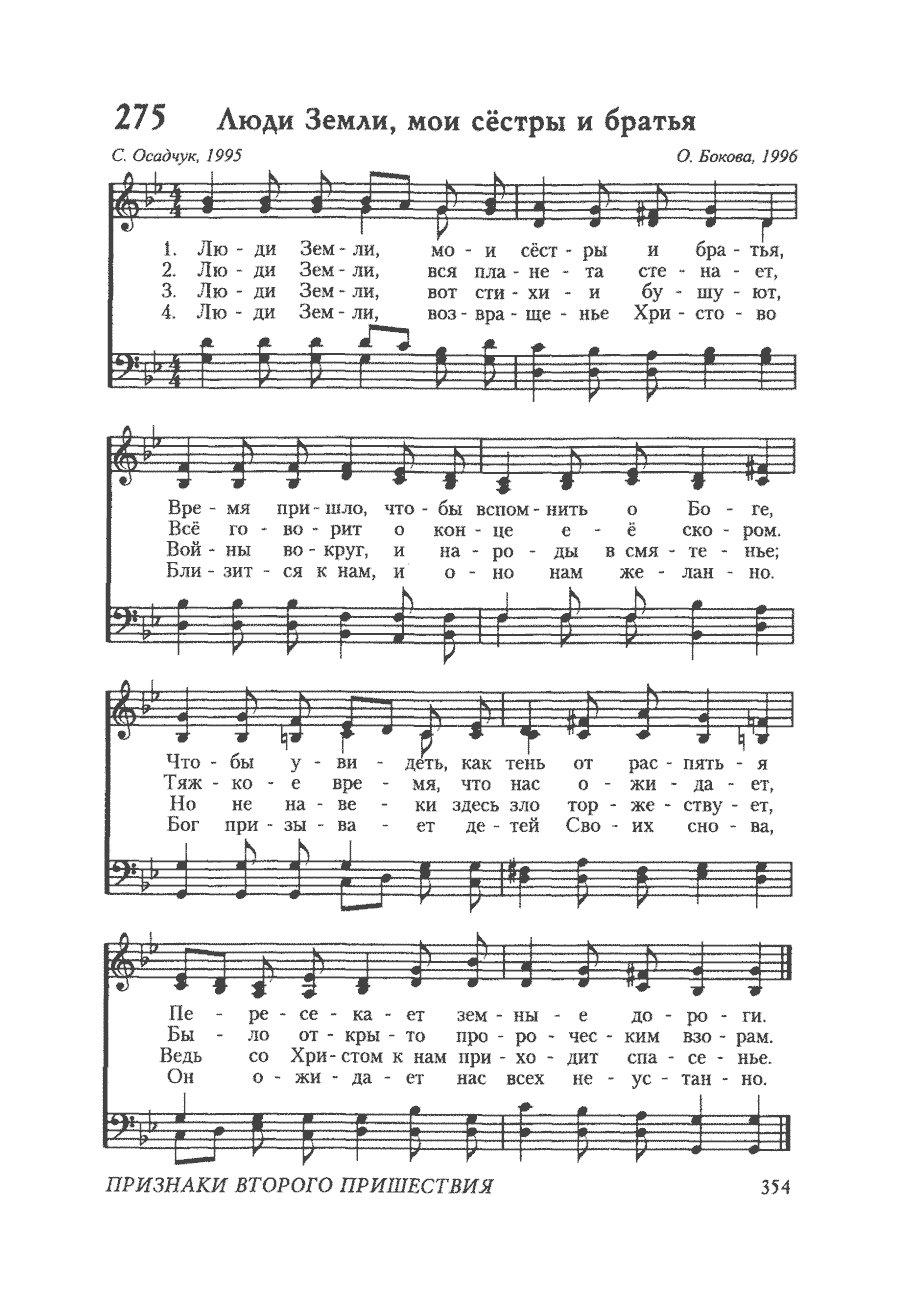 275 Люди Земли, мои сёстры и братья
С. Осадчук, 1995 О. Бокова, 1996
1. Лю - ди Зем - ли, мо - и сёст - ры и бра - тья,
2. Лю - ди Зем - ли, вся пла - не - та сте - на - ет,
3. Лю - ди Зем - ли, вот сти - хи - и бу - шу - ют,
4. Лю - ди Зем - ли, воз - вра - ще - нье Хри - сто - во
Вре - мя при - шло, что - бы вспом - нить о Бо - ге,
Всё го - во - рит о кон - це е - ё ско - ром.
Вой - ны во - круг, и на - ро - ды в смя - те - нье;
Бли - зит - ся к нам, и о - но нам же - лан - но.
Что - бы у - ви - деть, как тень от рас - пять - я
Тяж - ко - е вре - мя, что нас о - жи - да - ет,
Но не на - ве - ки здесь зло тор - же - ству - ет,
Бог при - зы - ва - ет де - тей Сво - их сно - ва,
Пе - ре - се - ка - ет зем - ны - е до - ро - ги.
Бы - ло от - кры - то про - ро - чес - ким взо - рам.
Ведь со Хри - стом к нам при - хо - дит спа - се - нье.
Он о - жи - да - ет нас всех не - ус - тан - но.
ПРИЗНАКИ ВТОРОГО ПРИШЕСТВИЯ 354